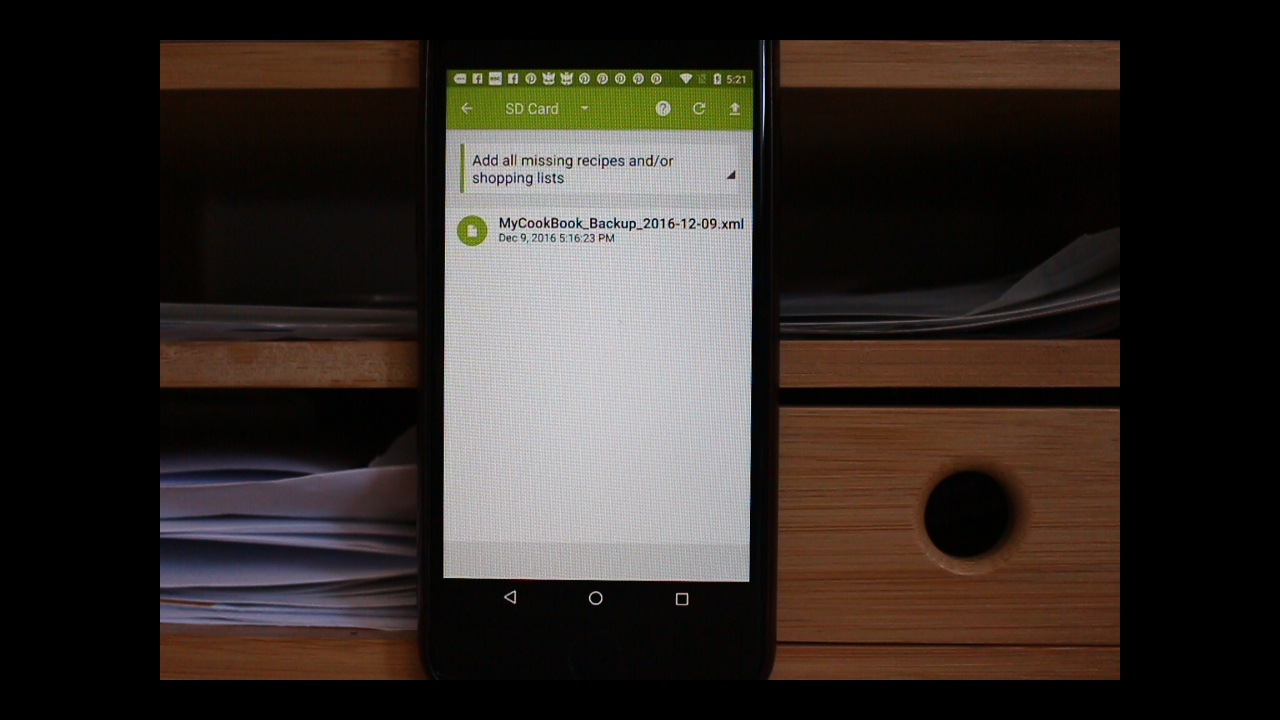 5:21
SD Card
Add all missing recipes and/or
shopping lists
MyCookBook_Backup_2016-12-09.xml
Dec 9, 2016 5:16:23 PM